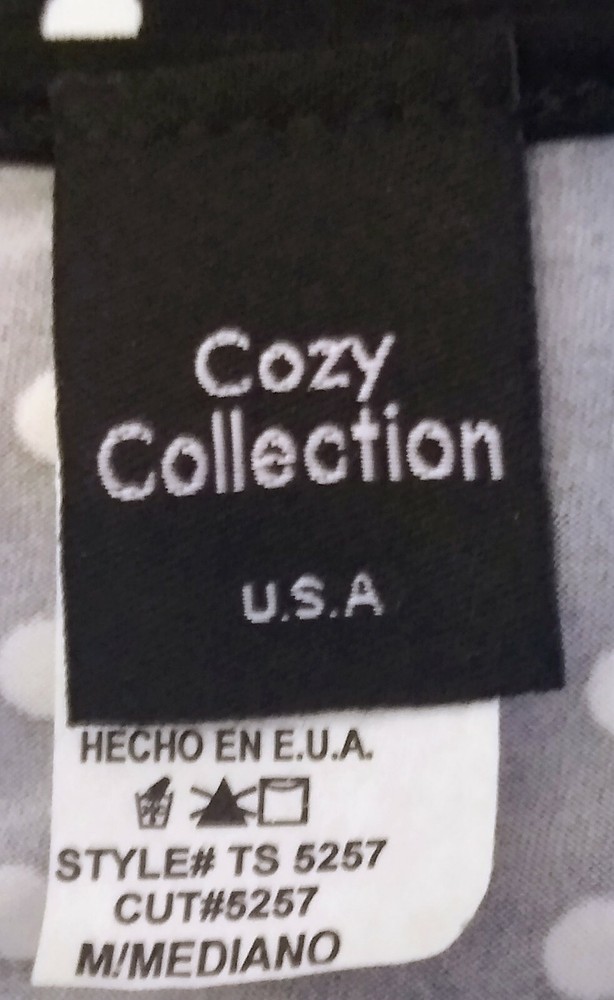 Cozy
Collection
U.S.A
HECHO EN E.U.A.
STYLE# TS 5257
CUT#5257
M/MEDIANO